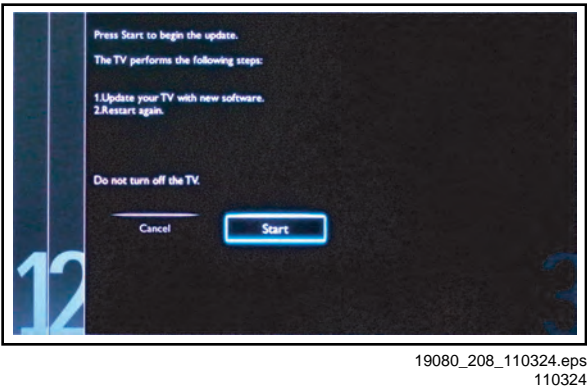 Press Start to begin the update.
The TV performs the following steps:
1.Update your TV with new software.
2.Restart again.
Do not turn off the TV.
Cancel
Start
12
3
19080_208_110324.eps
110324